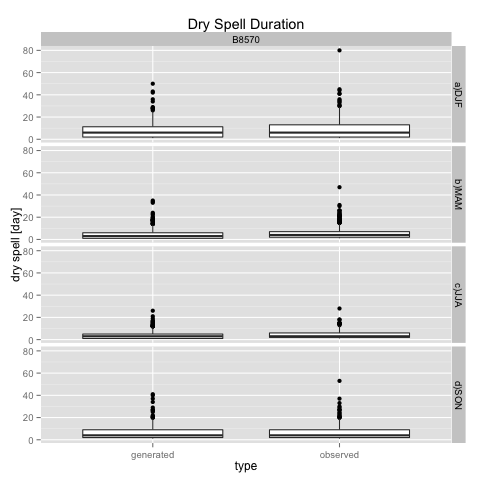 Dry Spell Duration
B8570
dry spell [day]
80
60
40
20
0
a)DJF
80
60
40
20
0
b)MAM
80
60
40
20
0
c)JJA
80
60
40
20
0
d)SON
generated observed
type